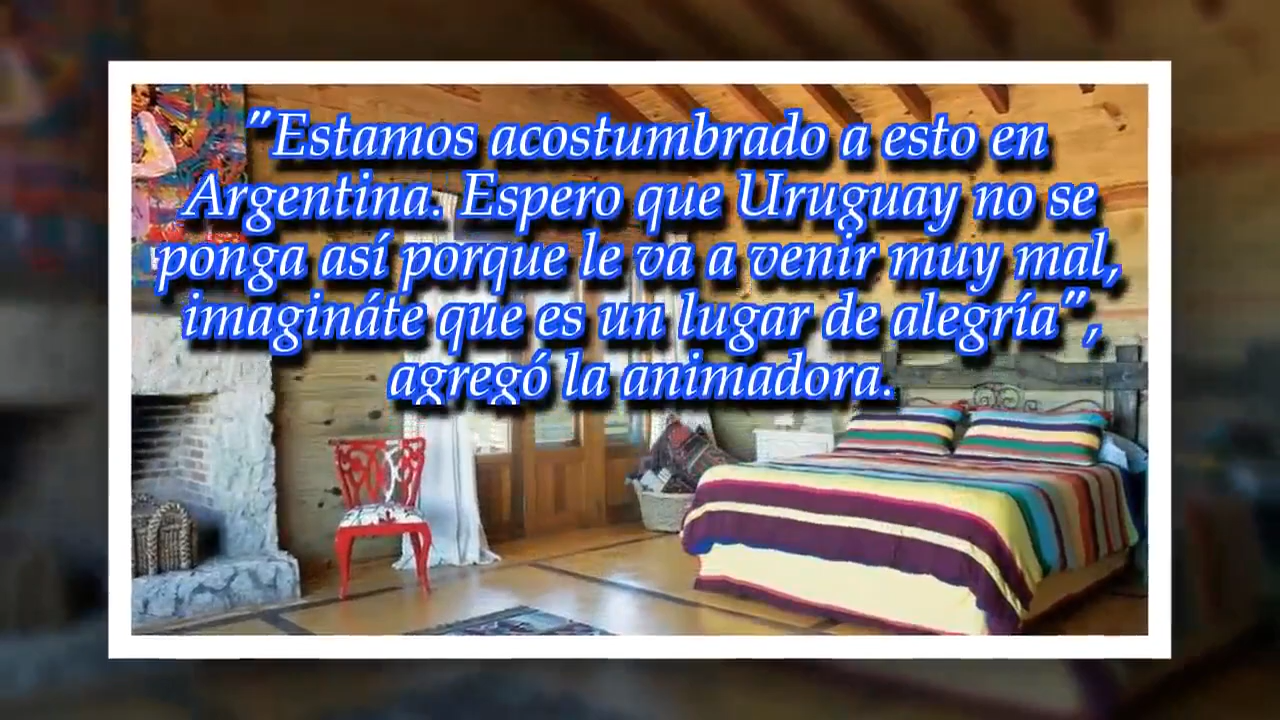 "Estamos acostumbrado a esto en
Argentina. Espero que Uruguay no se
ponga así porque le va a venir muy mal,
imagináte que es un lugar de alegría",
agregó la animadora.